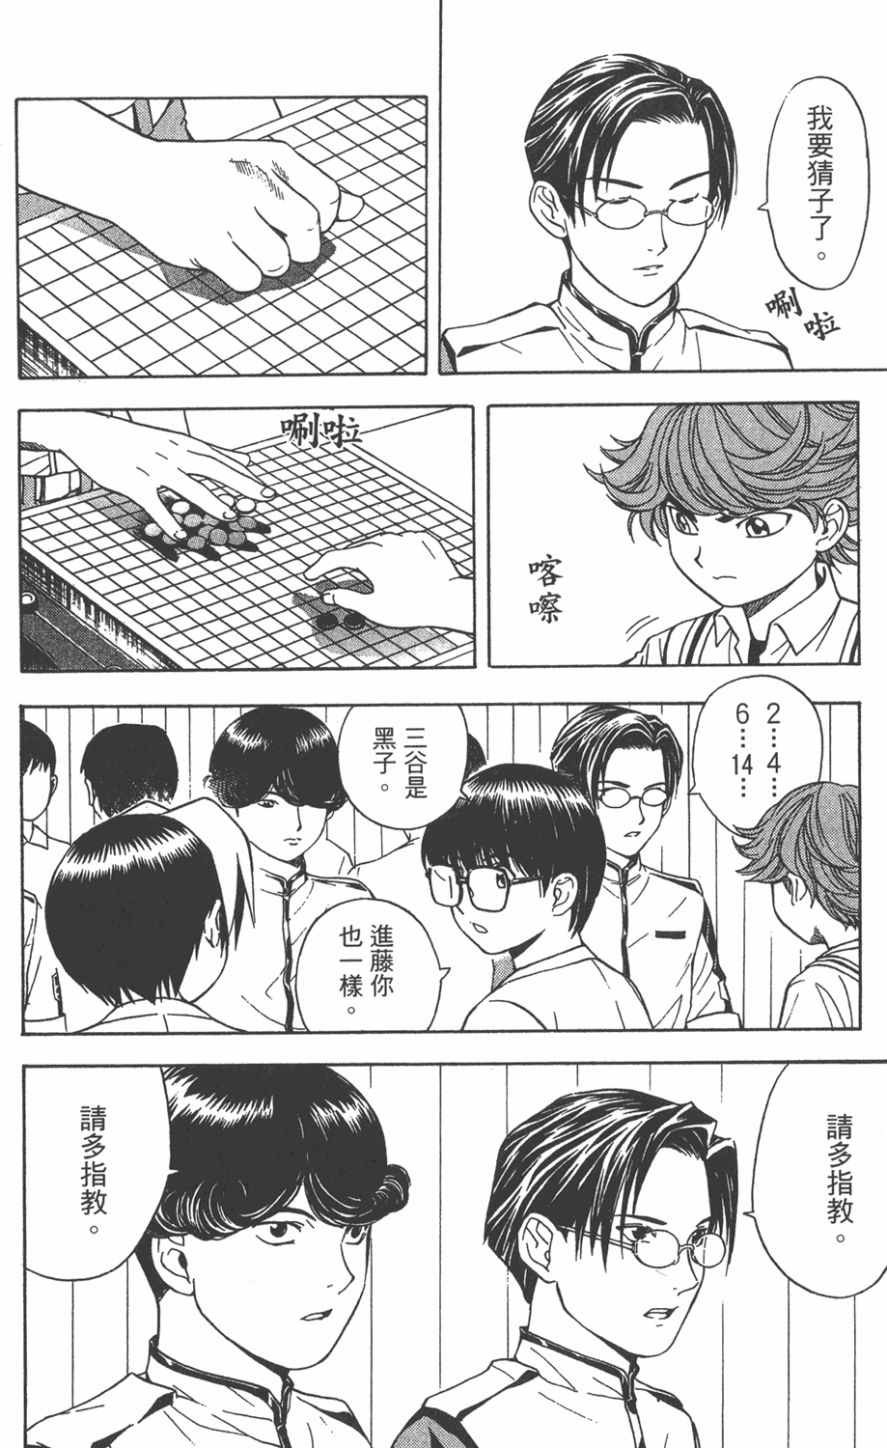 我要猜子了。
唰啦
喀嚓
唰啦
2…4…
6…14…
三谷是
黑子。
進藤你
也一樣。
請多指教。
請多指教。